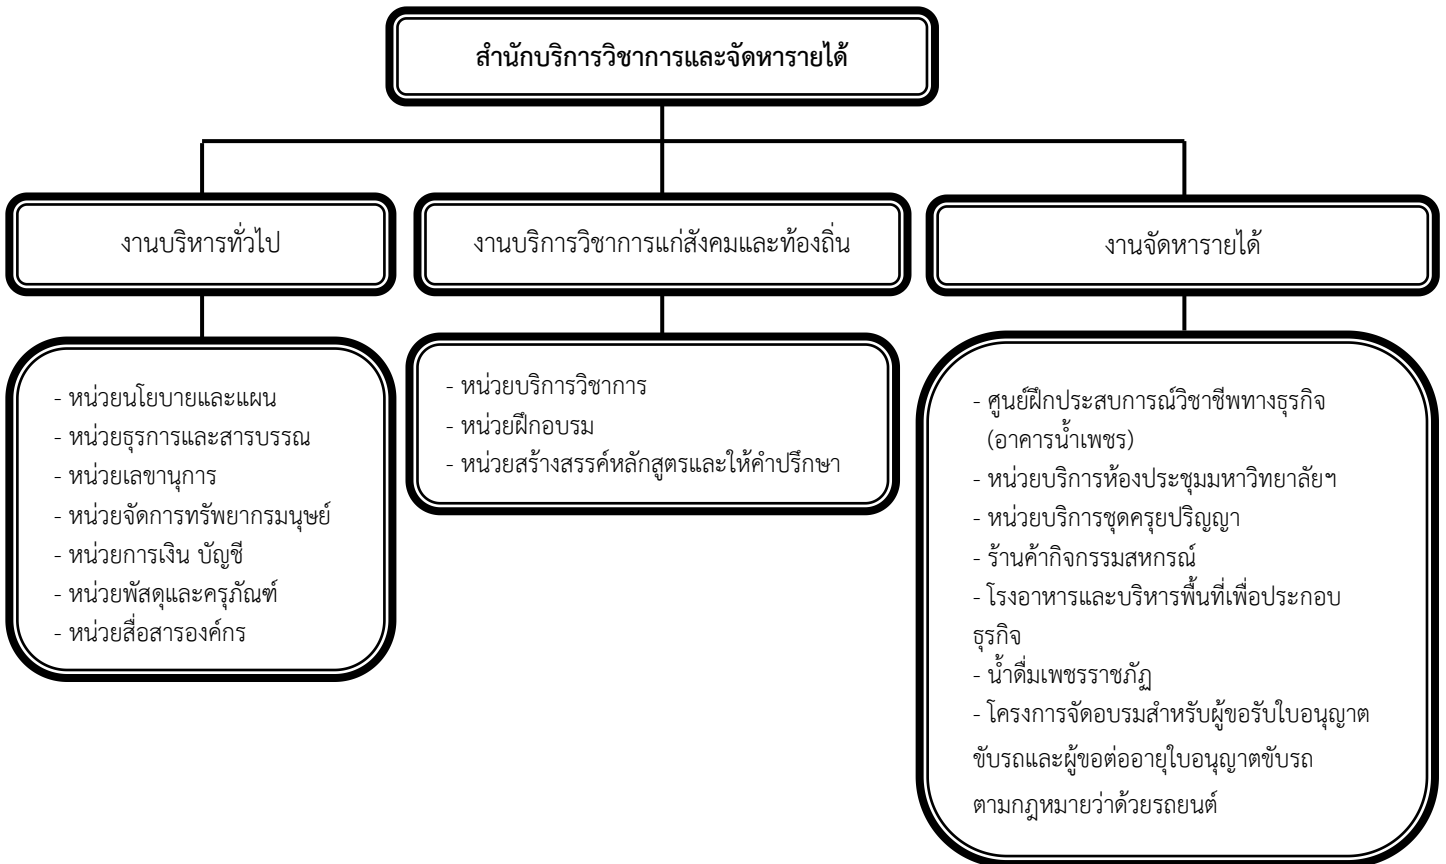 สำนักบริการวิชาการและจัดหารายได้
งานบริหารทั่วไป
งานบริการวิชาการแก่สังคมและท้องถิ่น
งานจัดหารายได้
- หน่วยนโยบายและแผน
- หน่วยธุรการและสารบรรณ
- หน่วยเลขานุการ
- หน่วยจัดการทรัพยากรมนุษย์
- หน่วยการเงิน บัญชี
- หน่วยพัสดุและครุภัณฑ์
- หน่วยสื่อสารองค์กร
- หน่วยบริการวิชาการ
- หน่วยฝึกอบรม
- หน่วยสร้างสรรค์หลักสูตรและให้คำปรึกษา
- ศูนย์ฝึกประสบการณ์วิชาชีพทางธุรกิจ
(อาคารน้ำเพชร)
- หน่วยบริการห้องประชุมมหาวิทยาลัยฯ
- หน่วยบริการชุดครุยปริญญา
- ร้านค้ากิจกรรมสหกรณ์
- โรงอาหารและบริหารพื้นที่เพื่อประกอบ
ธุรกิจ
- น้ำดื่มเพชรราชภัฏ
- โครงการจัดอบรมสำหรับผู้ขอรับใบอนุญาต
ขับรถและผู้ขอต่ออายุใบอนุญาตขับรถ
ตามกฎหมายว่าด้วยรถยนต์